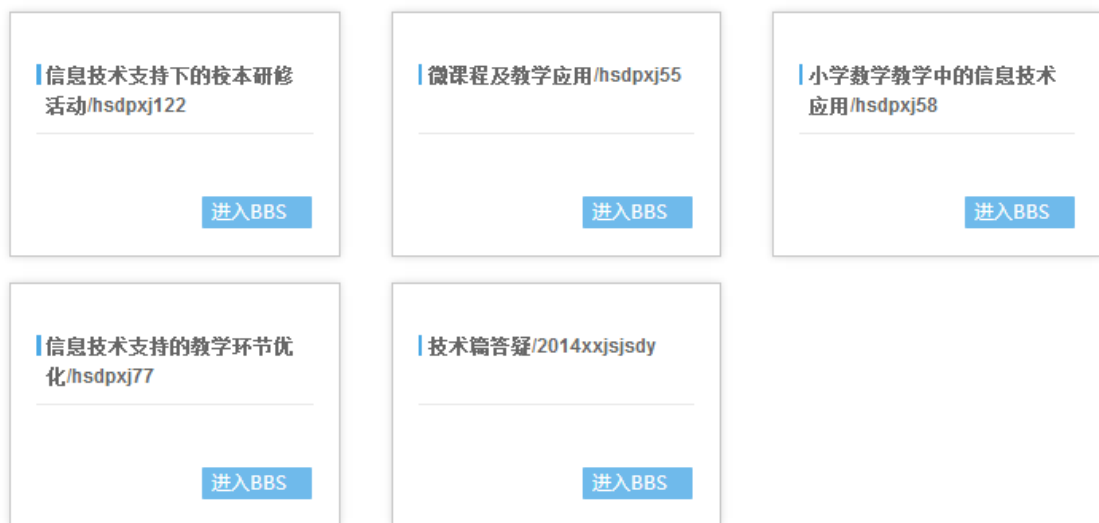 信息技术支持下的校本研修
活动/hsdpxj122
进入BBS
微课程及教学应用/hsdpxj55
进入BBS
小学数学教学中的信息技术
应用/hsdpxj58
进入BBS
信息技术支持的教学环节优
化/hsdpxj77
进入BBS
技术篇答疑/2014xxjsjsdy
进入BBS